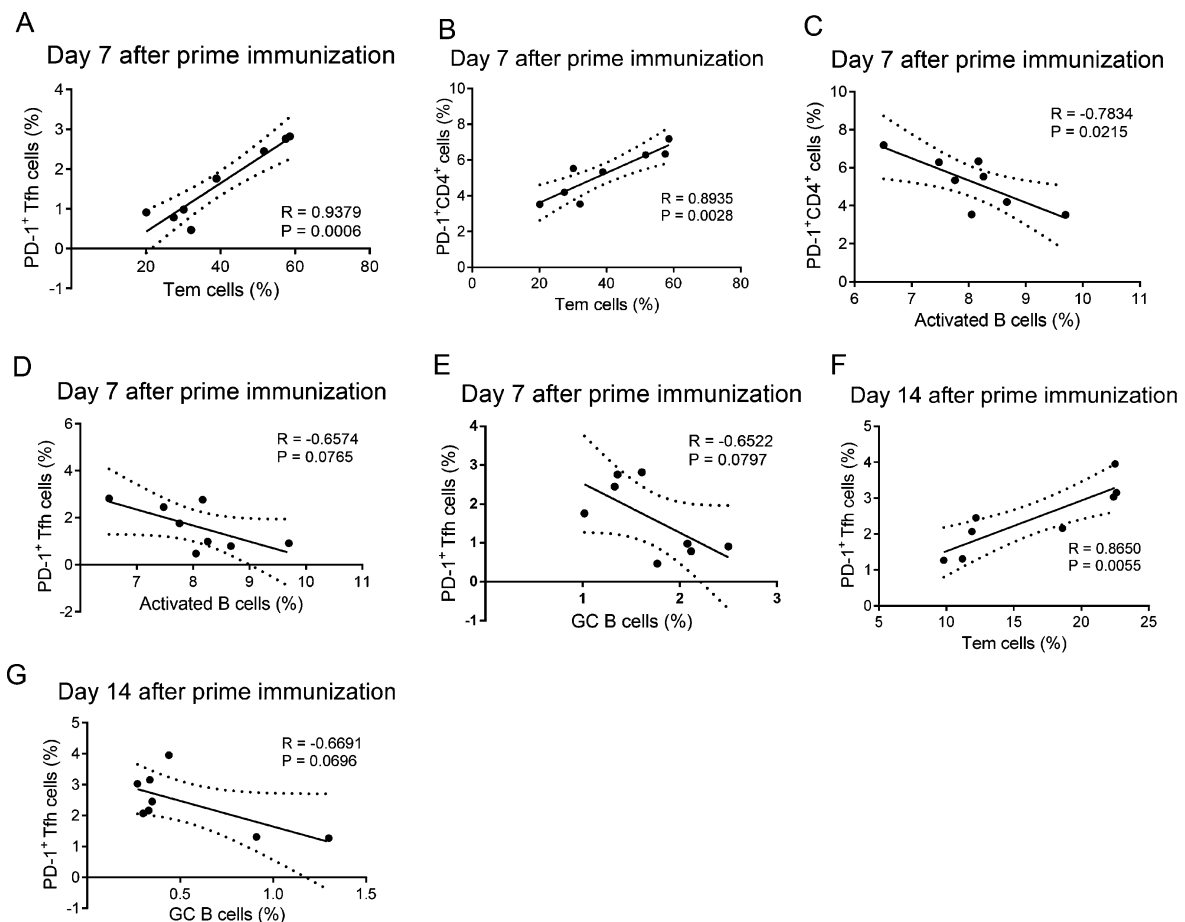 A
Day 7 after prime immunization
PD-1+ Tfh cells (%)
4
3
2
1
0
-1
20
40
60
80
R = 0.9379
P = 0.0006
Tem cells (%)
B
Day 7 after prime immunization
PD-1+CD4+ cells (%)
10
8
6
4
2
0
0
20
40
60
80
R = 0.8935
P = 0.0028
Tem cells (%)
C
Day 7 after prime immunization
PD-1+CD4+ cells (%)
10
8
6
4
2
0
6
7
8
9
10
11
R = -0.7834
P = 0.0215
Activated B cells (%)
D
Day 7 after prime immunization
PD-1+ Tfh cells (%)
6
4
2
0
-2
7
8
9
10
11
R = -0.6574
P = 0.0765
Activated B cells (%)
E
Day 7 after prime immunization
PD-1+ Tfh cells (%)
4
3
2
1
0
-1
1
2
3
R = -0.6522
P = 0.0797
GC B cells (%)
F
Day 14 after prime immunization
PD-1+ Tfh cells (%)
5
4
3
2
1
0
5
10
15
20
25
R = 0.8650
P = 0.0055
Tem cells (%)
G
Day 14 after prime immunization
PD-1+ Tfh cells (%)
5
4
3
2
1
0
-1
0.5
1.0
1.5
R = -0.6691
P = 0.0696
GC B cells (%)